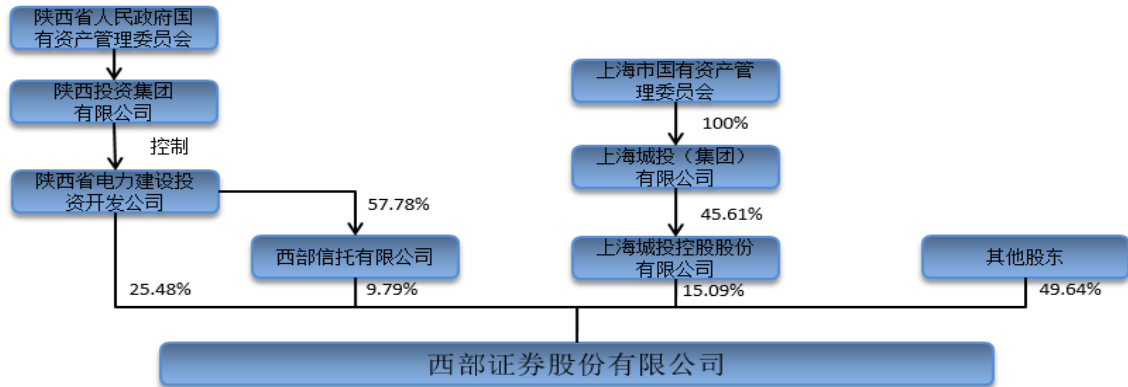 陕西省人民政府国
有资产管理委员会
陕西投资集团
有限公司
控制
陕西省电力建设投
资开发公司
57.78%
西部信托有限公司
25.48%
9.79%
上海市国有资产管
理委员会
100%
上海城投（集团）
有限公司
45.61%
上海城投控股股份
有限公司
15.09%
其他股东
49.64%
西部证券股份有限公司